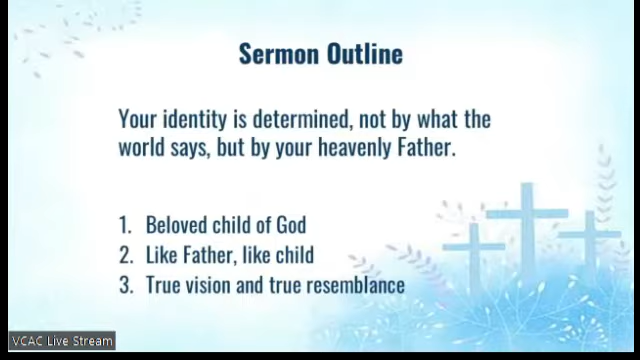 Sermon Outline
Your identity is determined, not by what the
world says, but by your heavenly Father.
1. Beloved child of God
2. Like Father, like child
3. True vision and true resemblance
VCAC Live Stream